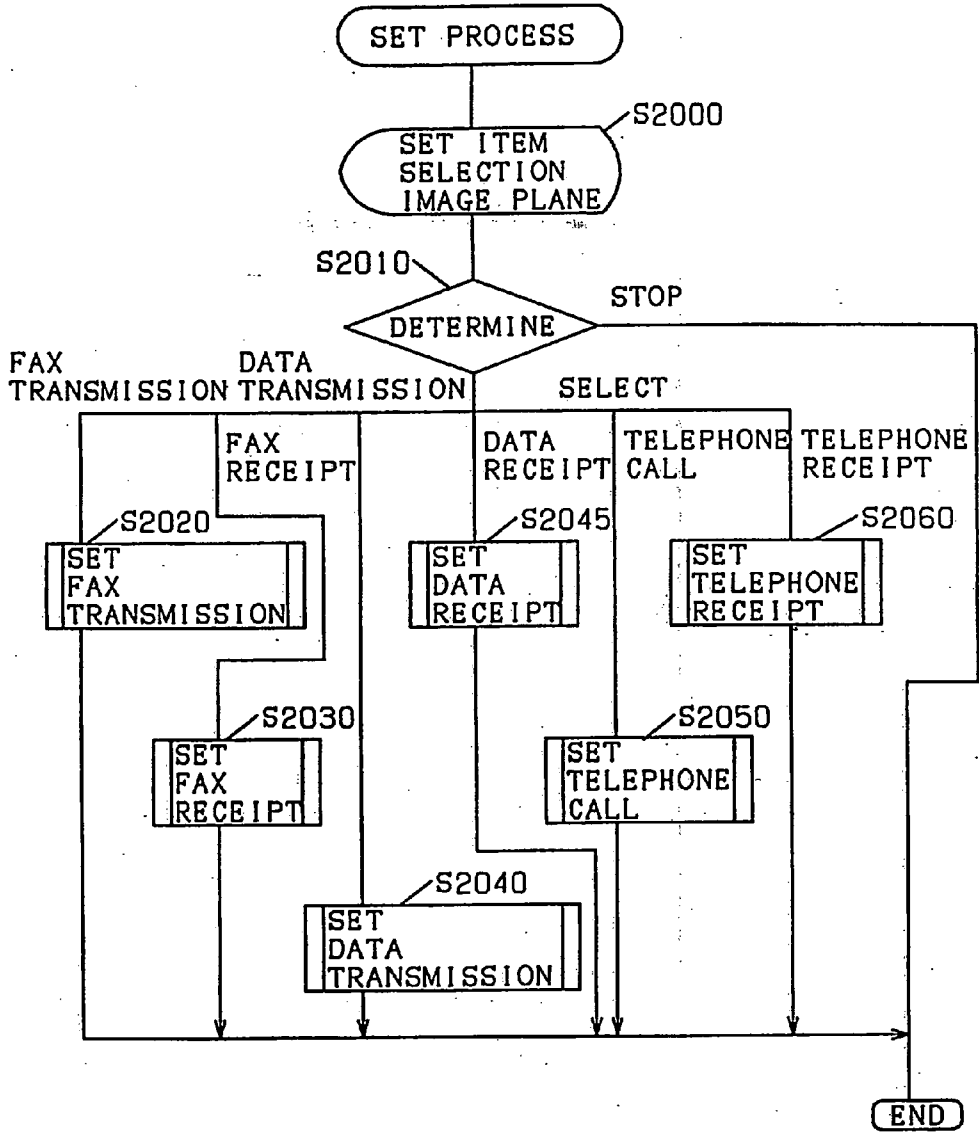 SET PROCESS
S2000
SET ITEM
SELECTION
IMAGE PLANE
S2010
STOP
DETERMINE
FAX
TRANSMISSION
DATA
TRANSMISSION
SELECT
FAX
RECEIPT
DATA
RECEIPT
TELEPHONE
CALL
TELEPHONE
RECEIPT
S2020
SET
FAX
TRANSMISSION
S2045
SET
DATA
RECEIPT
S2060
SET
TELEPHONE
RECEIPT
S2030
SET
FAX
RECEIPT
S2050
SET
TELEPHONE
CALL
S2040
SET
DATA
TRANSMISSION
END